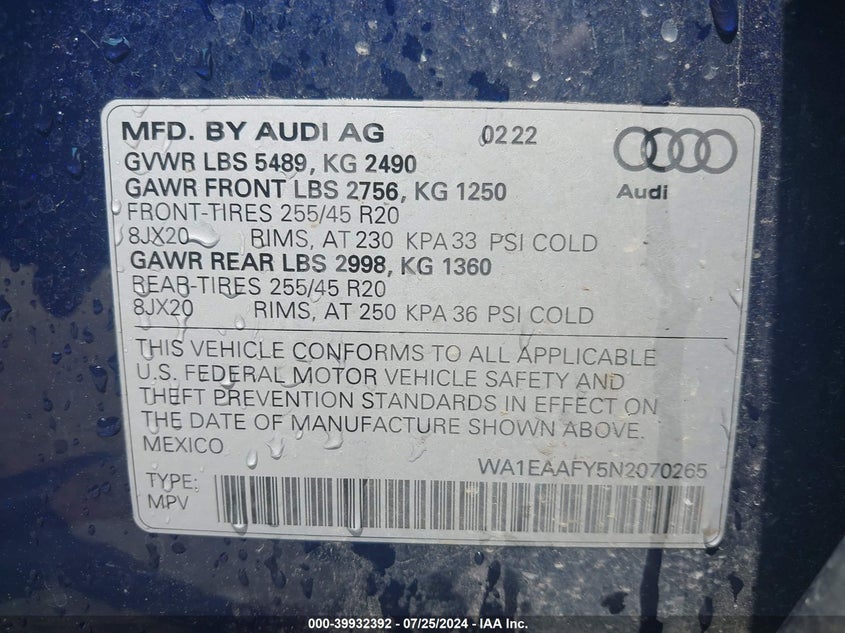 MFD. BY AUDI AG 0222
GVWR LBS 5489, KG 2490
GAWR FRONT LBS 2756, KG 1250
Audi
FRONT-TIRES 255/45 R20
8JX20 RIMS, AT 230 KPA 33 PSI COLD
GAWR REAR LBS 2998, KG 1360
REAR-TIRES 255/45 R20
8JX20 RIMS, AT 250 KPA 36 PSI COLD
THIS VEHICLE CONFORMS TO ALL APPLICABLE
U.S. FEDERAL MOTOR VEHICLE SAFETY AND
THEFT PREVENTION STANDARDS IN EFFECT ON
THE DATE OF MANUFACTURE SHOWN ABOVE.
MEXICO
WA1EAAFY5N2070265
TYPE:
MPV
000-39932392 - 07/25/2024 - IAA Inc.